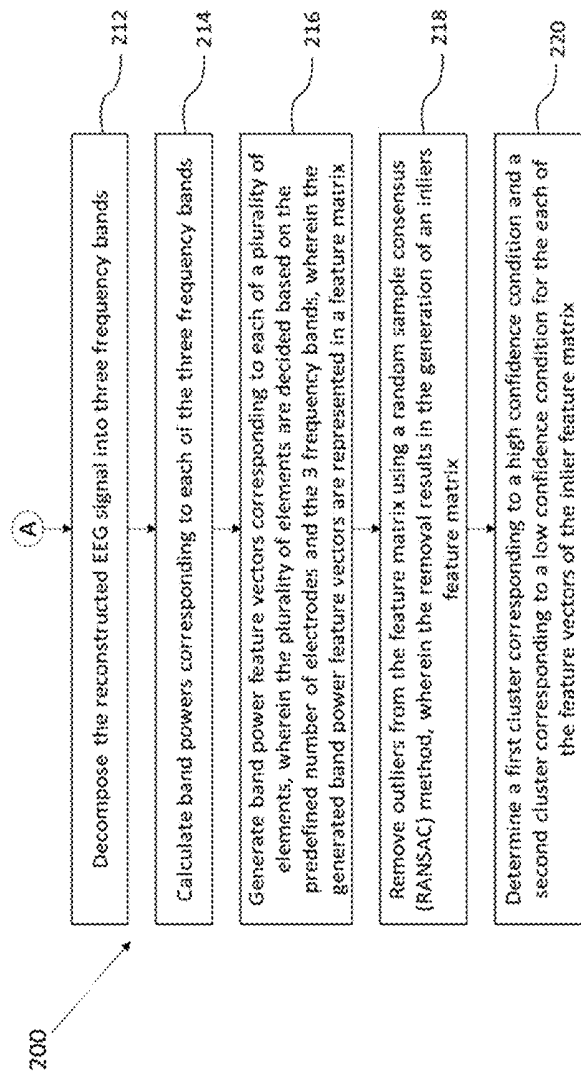 200
A
Decompose the reconstructed EEG signal into three frequency bands
212
Calculate band powers corresponding to each of the three frequency bands
214
Generate band power feature vectors corresponding to each of a plurality of
elements, wherein the plurality of elements are decided based on the
predefined number of electrodes and the 3 frequency bands, wherein the
generated band power feature vectors are represented in a feature matrix
216
Remove outliers from the feature matrix using a random sample consensus
(RANSAC) method, wherein the removal results in the generation of an inliers
feature matrix
218
Determine a first cluster corresponding to a high confidence condition and a
second cluster corresponding to a low confidence condition for the each of
the feature vectors of the inlier feature matrix
220